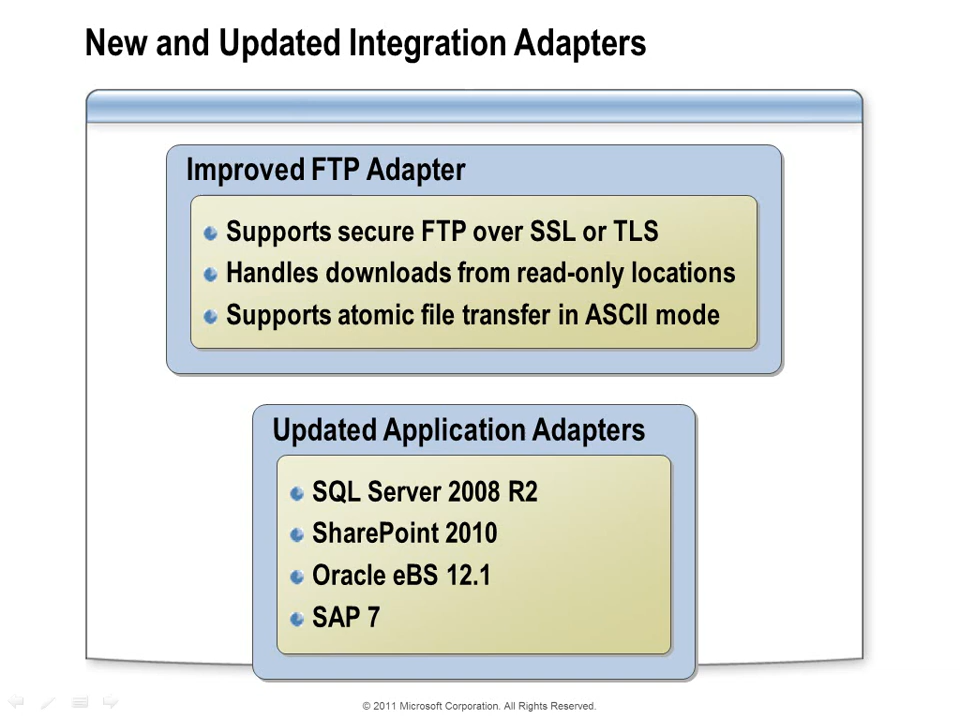 New and Updated Integration Adapters
Improved FTP Adapter
Supports secure FTP over SSL or TLS
Handles downloads from read-only locations
Supports atomic file transfer in ASCII mode
Updated Application Adapters
SQL Server 2008 R2
SharePoint 2010
Oracle eBS 12.1
SAP 7
© 2011 Microsoft Corporation. All Rights Reserved.